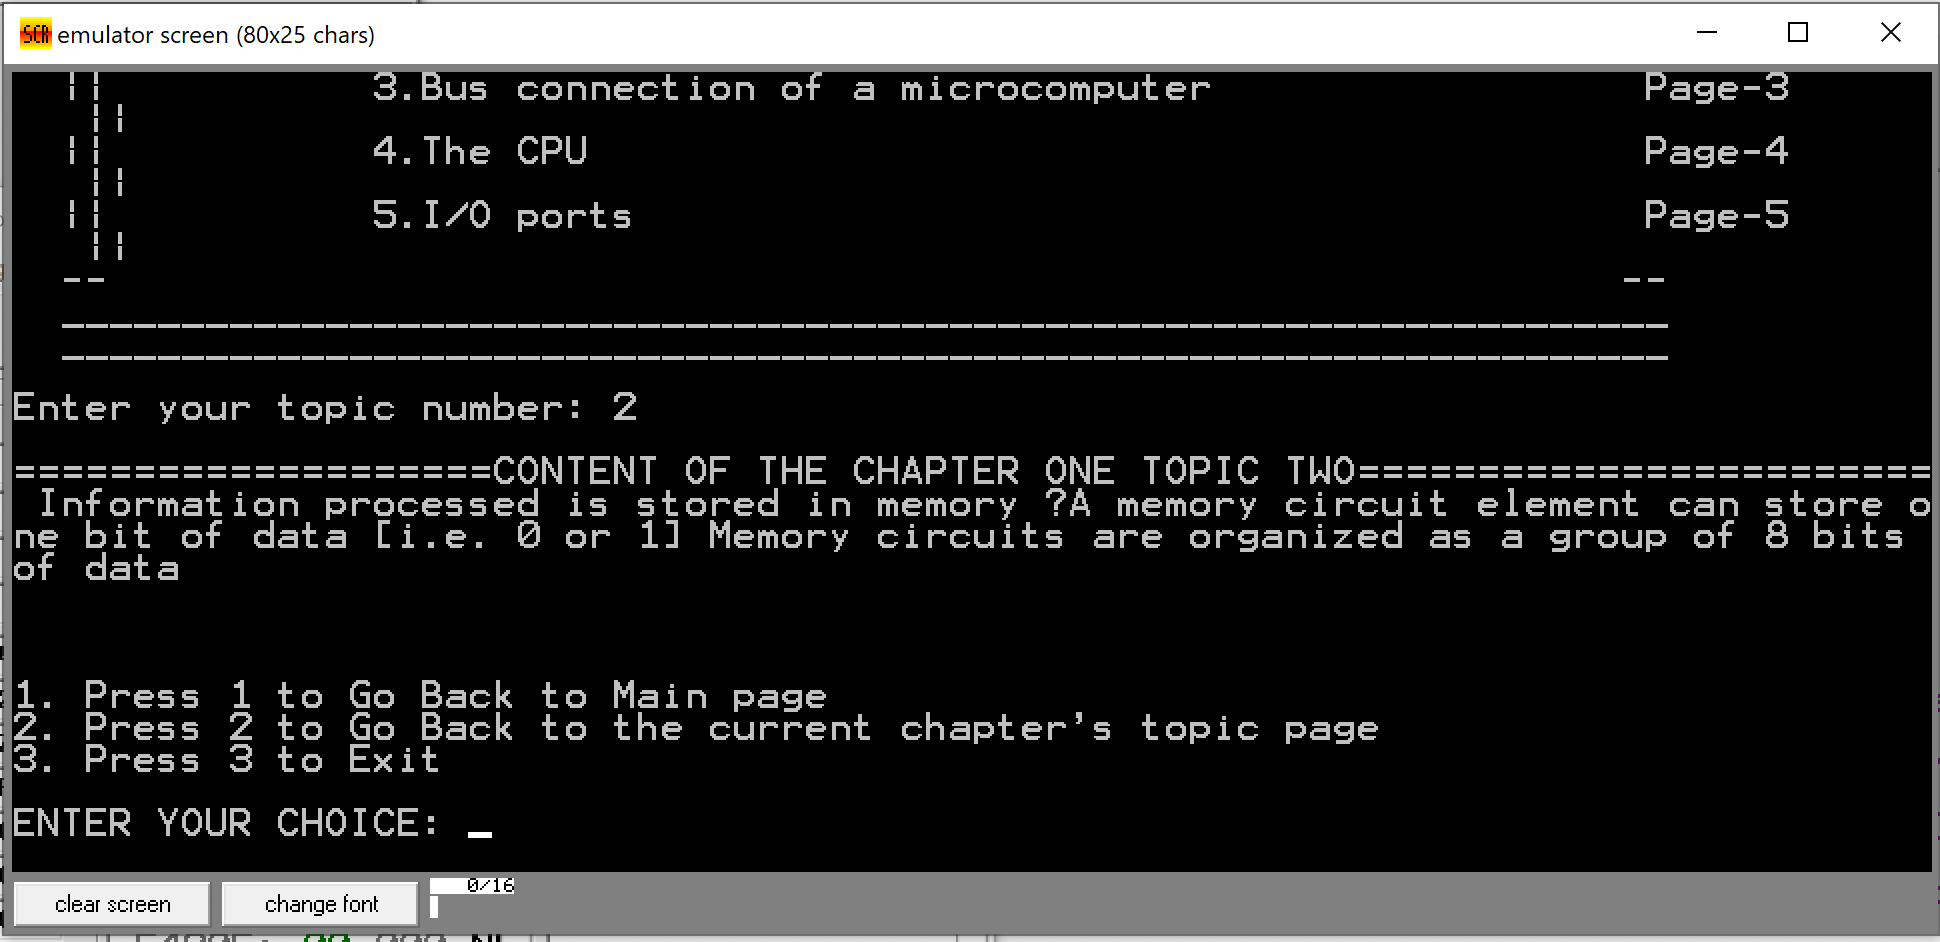 SCR emulator screen (80x25 chars)
3.Bus connection of a microcomputer Page-3
4.The CPU Page-4
5.I/O ports Page-5
Enter your topic number: 2
====================CONTENT OF THE CHAPTER ONE TOPIC TWO========================
Information processed is stored in memory ?A memory circuit element can store o
ne bit of data [i.e. 0 or 1] Memory circuits are organized as a group of 8 bits
of data
1. Press 1 to Go Back to Main page
2. Press 2 to Go Back to the current chapter's topic page
3. Press 3 to Exit
ENTER YOUR CHOICE: _
clear screen change font 0/16